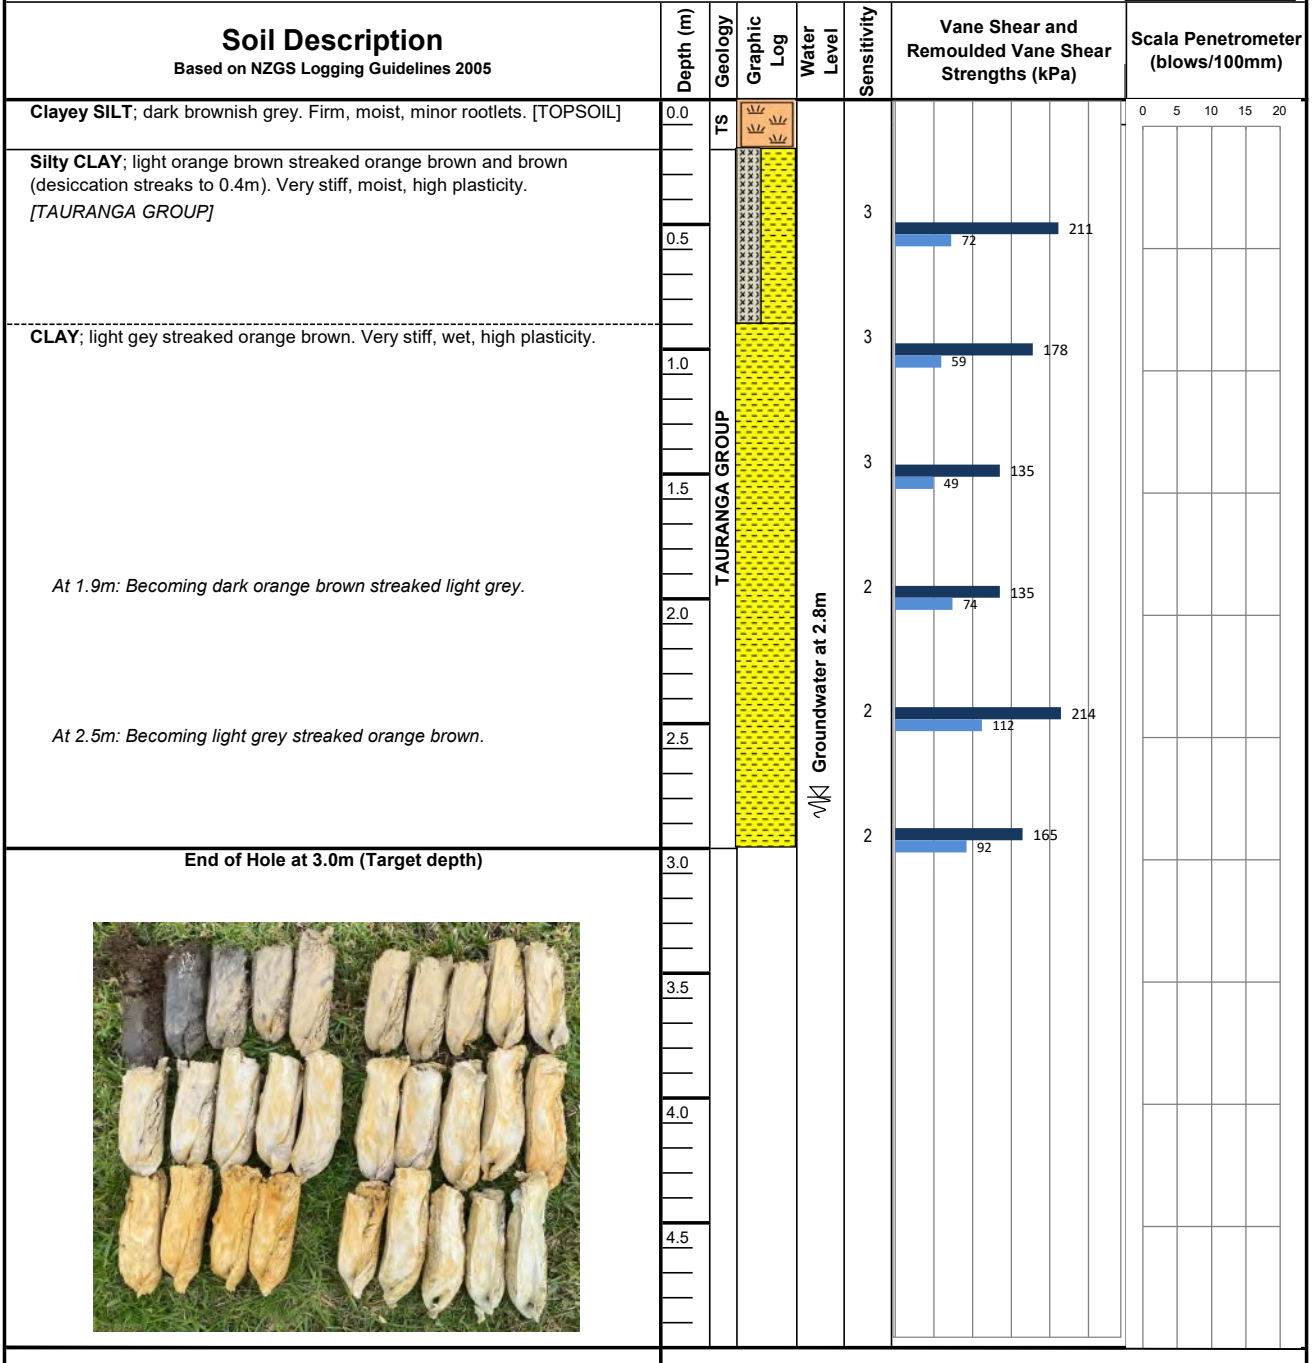 Soil Description
Based on NZGS Logging Guidelines 2005
Depth (m)
Geology
Graphic
Log
Water
Level
Sensitivity
Vane Shear and
Remoulded Vane Shear
Strengths (kPa)
Scala Penetrometer
(blows/100mm)
0 5 10 15 20
Clayey SILT; dark brownish grey. Firm, moist, minor rootlets. [TOPSOIL]
0.0
TS
Silty CLAY; light orange brown streaked orange brown and brown
(desiccation streaks to 0.4m). Very stiff, moist, high plasticity.
[TAURANGA GROUP]
3
211
72
0.5
CLAY; light gey streaked orange brown. Very stiff, wet, high plasticity.
3
178
59
1.0
TAURANGA GROUP
3
135
49
1.5
At 1.9m: Becoming dark orange brown streaked light grey.
2
135
74
2.0
Groundwater at 2.8m
2
214
112
At 2.5m: Becoming light grey streaked orange brown.
2.5
2
165
92
End of Hole at 3.0m (Target depth)
3.0
3.5
4.0
4.5